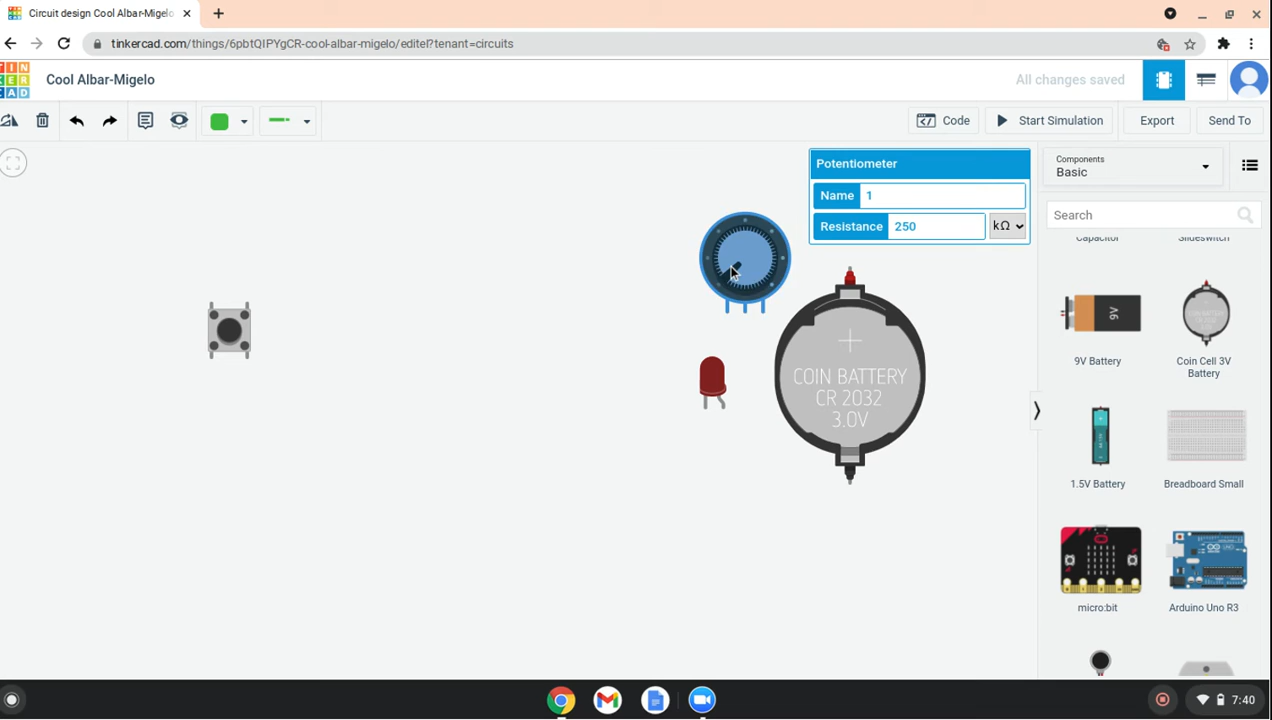 Circuit design Cool Albar-Migelo
tinkercad.com/things/6pbtQIPYgCR-cool-albar-migelo/editel?tenant=circuits
TIN
KER
CAD
Cool Albar-Migelo
All changes saved
Code
Start Simulation
Export
Send To
Potentiometer
Name 1
Resistance 250 kΩ
Components
Basic
Search
Capacitor
Slideswitch
9V
9V Battery
Coin Cell 3V
Battery
COIN BATTERY
CR 2032
3.0V
1.5V Battery
Breadboard Small
micro:bit
Arduino Uno R3
7:40